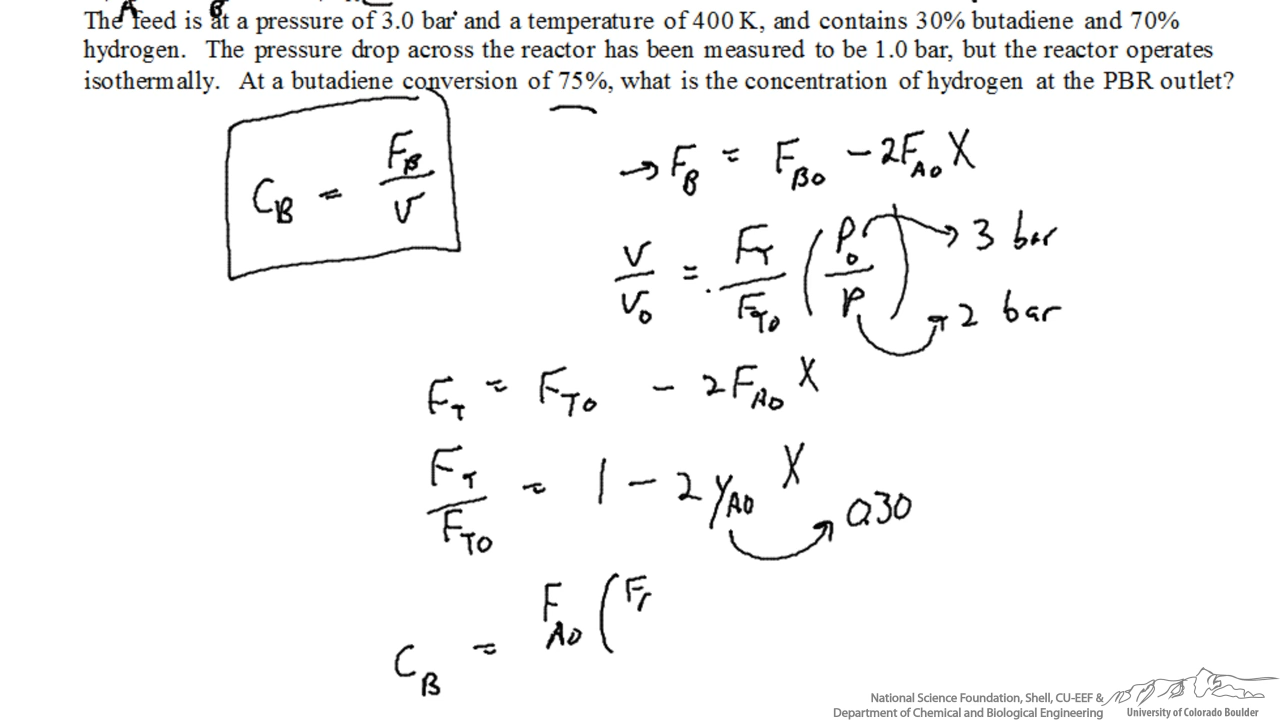 A B
The feed is at a pressure of 3.0 bar and a temperature of 400 K, and contains 30% butadiene and 70%
hydrogen. The pressure drop across the reactor has been measured to be 1.0 bar, but the reactor operates
isothermally. At a butadiene conversion of 75%, what is the concentration of hydrogen at the PBR outlet?
C_B = F_B / v
→ F_B = F_B0 - 2F_A0 X
v / v_0 = F_T / F_T0 (P_0 / P) → 3 bar
→ 2 bar
F_T = F_T0 - 2F_A0 X
F_T / F_T0 = 1 - 2 y_A0 X → 0.30
C_B = F_A0 (F
National Science Foundation, Shell, CU-EEF &
Department of Chemical and Biological Engineering
University of Colorado Boulder